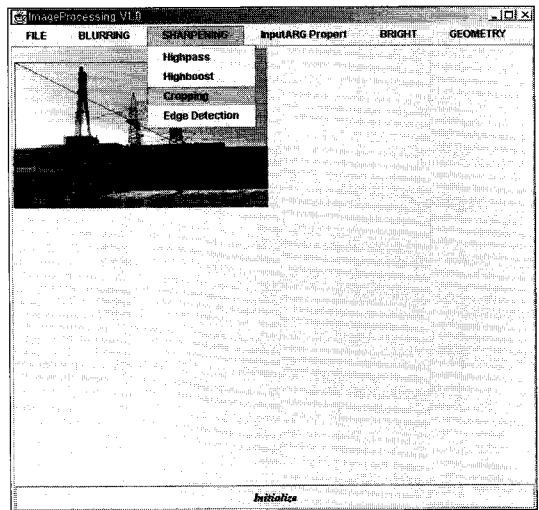 ImageProcessing V1.0
FILE BLURRING SHARPENING InputARG Propert BRIGHT GEOMETRY
Highpass
Highboost
Cropping
Edge Detection
Initialize